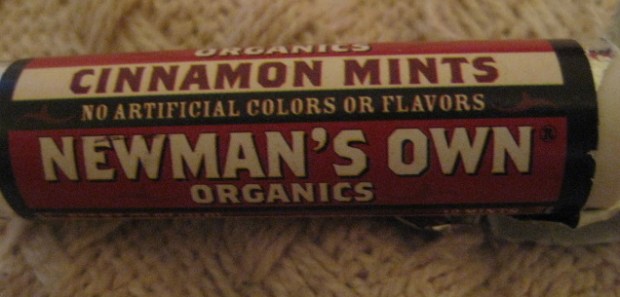 ORGANICS
CINNAMON MINTS
NO ARTIFICIAL COLORS OR FLAVORS
NEWMAN'S OWN®
ORGANICS